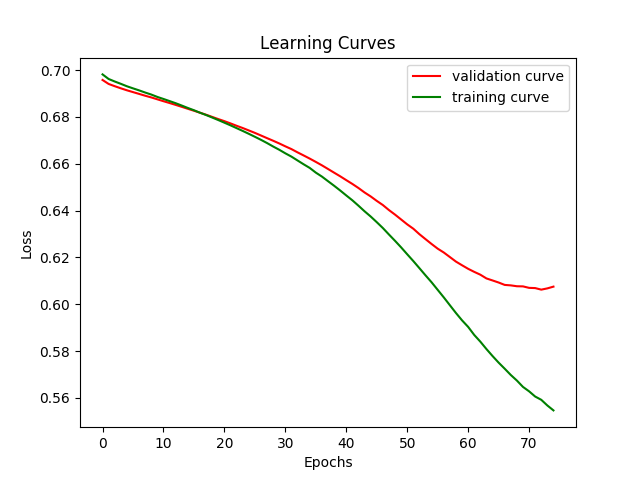 Learning Curves
validation curve
training curve
0.70
0.68
0.66
0.64
0.62
0.60
0.58
0.56
Loss
0 10 20 30 40 50 60 70
Epochs